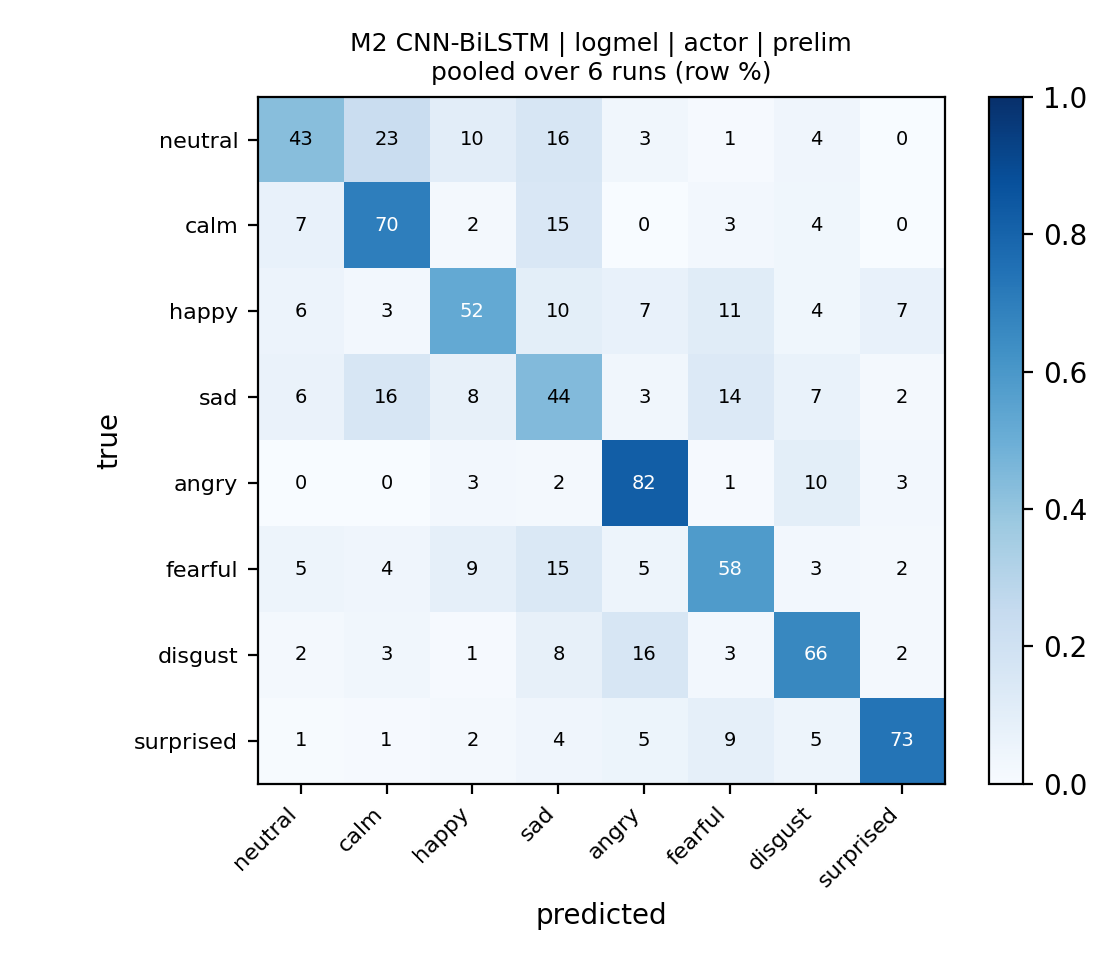 M2 CNN-BiLSTM | logmel | actor | prelim
pooled over 6 runs (row %)
true
neutral 43 23 10 16 3 1 4 0
calm 7 70 2 15 0 3 4 0
happy 6 3 52 10 7 11 4 7
sad 6 16 8 44 3 14 7 2
angry 0 0 3 2 82 1 10 3
fearful 5 4 9 15 5 58 3 2
disgust 2 3 1 8 16 3 66 2
surprised 1 1 2 4 5 9 5 73
neutral calm happy sad angry fearful disgust surprised
predicted
1.0
0.8
0.6
0.4
0.2
0.0